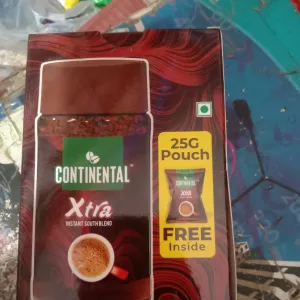 CONTINENTAL
Xtra
INSTANT SOUTH BLEND
25G
Pouch
CONTINENTAL
Xtra
FREE
Inside